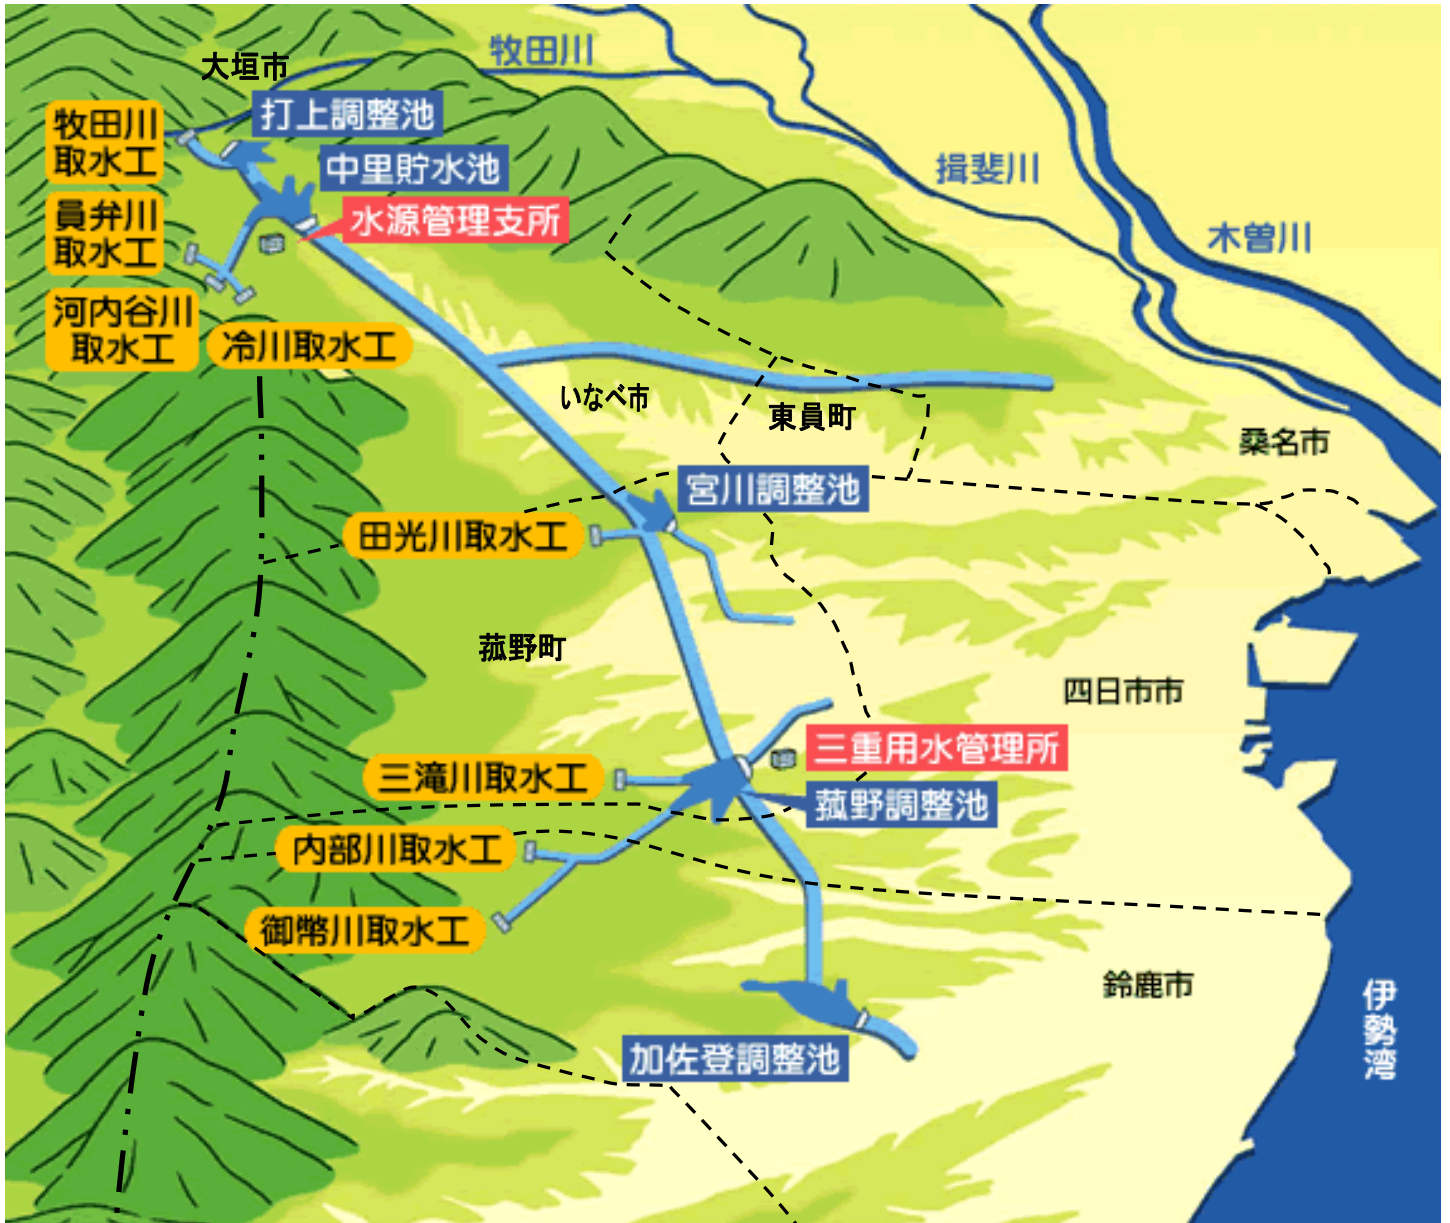 大垣市
牧田川
牧田川
取水工
打上調整池
中里貯水池
揖斐川
員弁川
取水工
水源管理支所
木曽川
河内谷川
取水工
冷川取水工
いなべ市
東員町
桑名市
宮川調整池
田光川取水工
菰野町
四日市市
三重用水管理所
三滝川取水工
菰野調整池
内部川取水工
御幣川取水工
鈴鹿市
伊勢湾
加佐登調整池